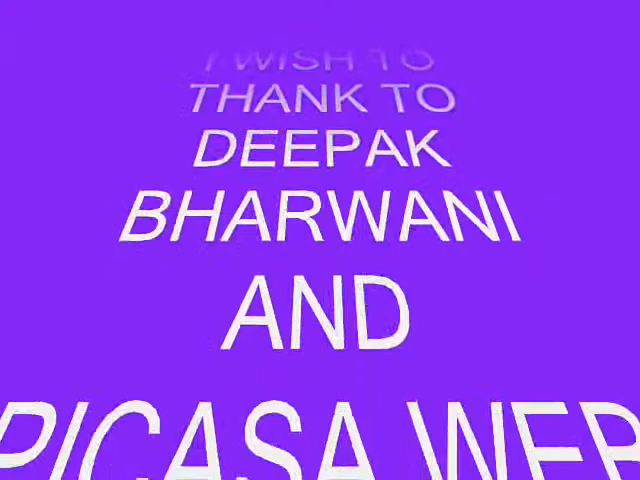 I WISH TO
THANK TO
DEEPAK
BHARWANI
AND
PICASA WEB